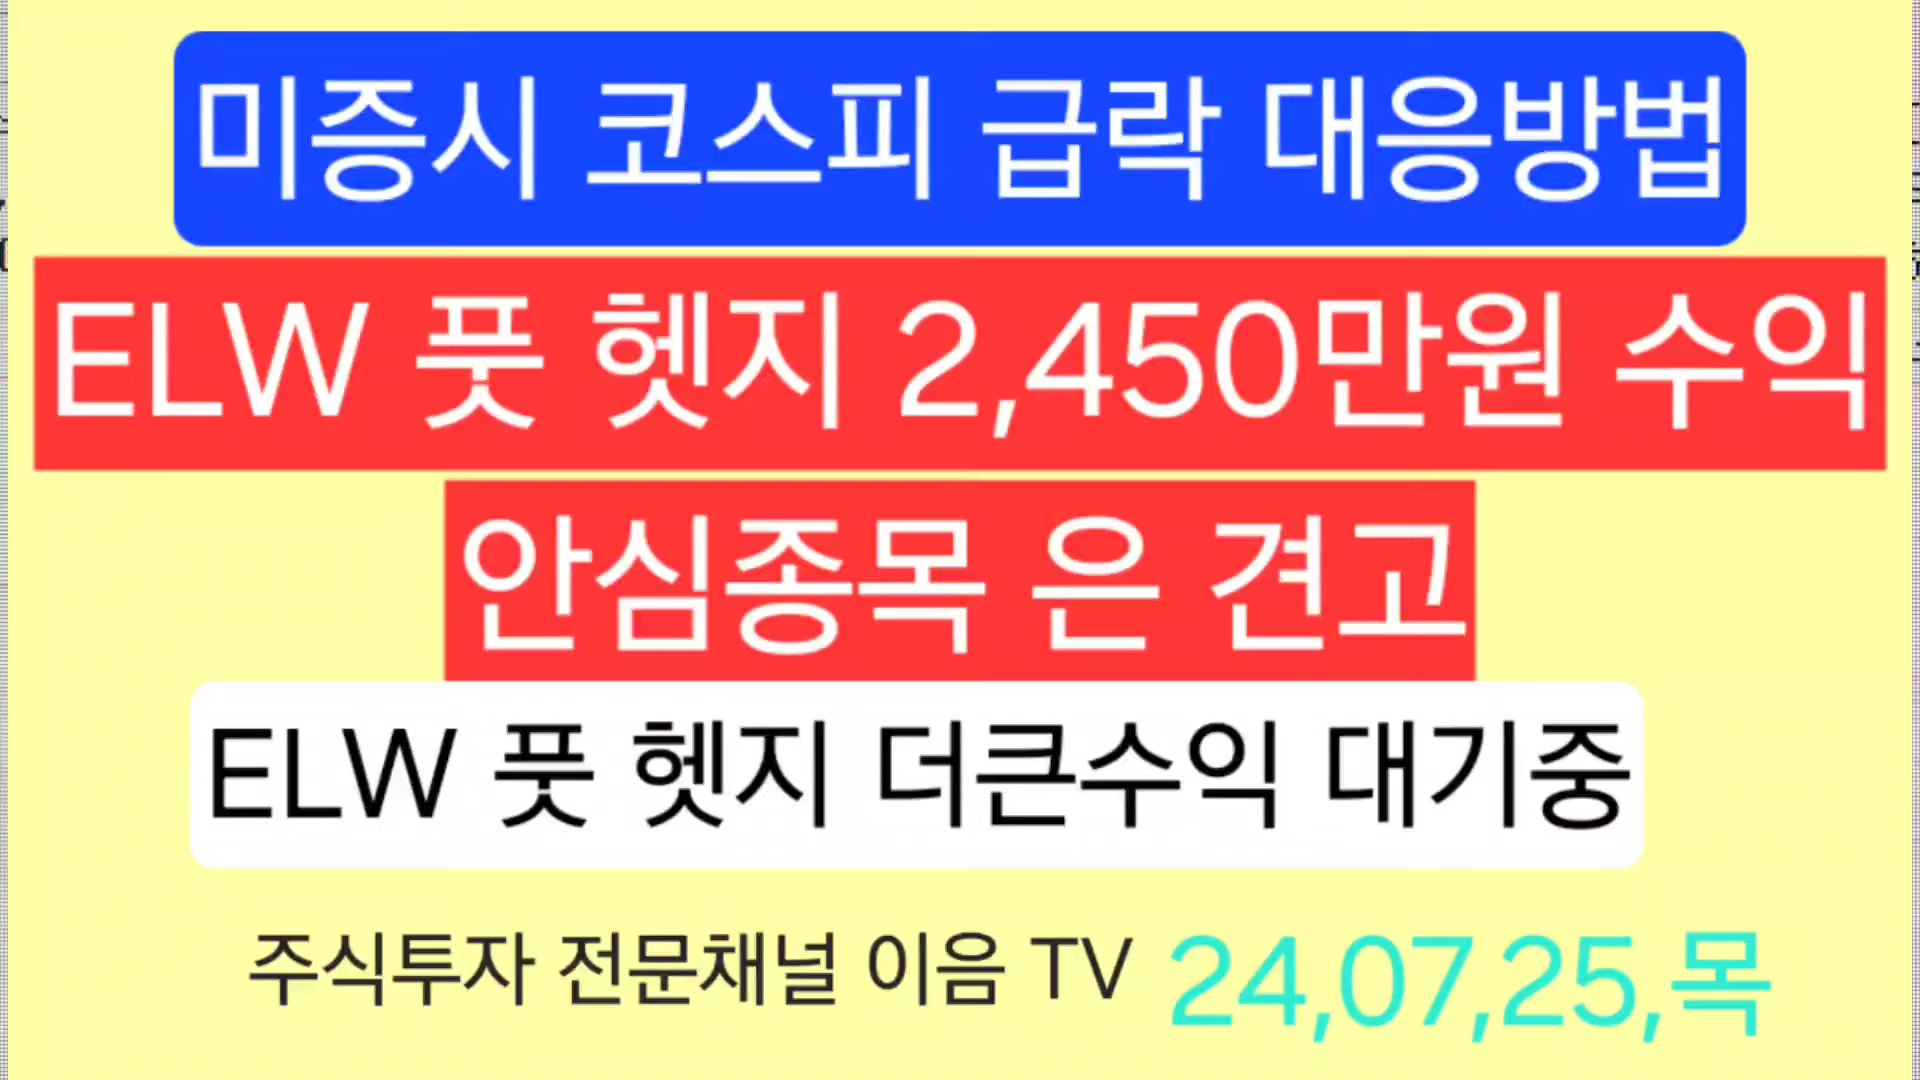 미증시 코스피 급락 대응방법
ELW 풋 헷지 2,450만원 수익
안심종목 은 견고
ELW 풋 헷지 더큰수익 대기중
주식투자 전문채널 이음 TV 24,07,25,목